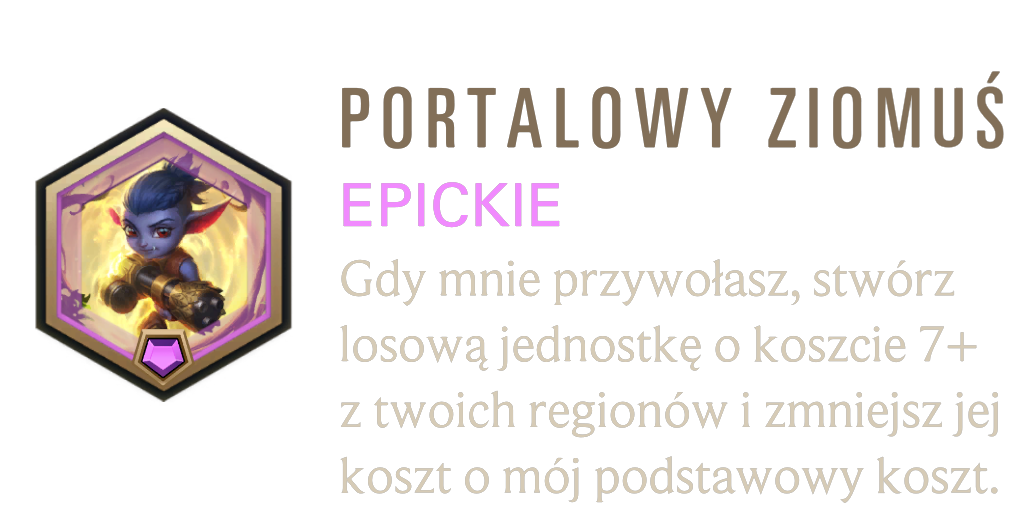 PORTALOWY ZIOMUŚ
EPICKIE
Gdy mnie przywołasz, stwórz
losową jednostkę o koszcie 7+
z twoich regionów i zmniejsz jej
koszt o mój podstawowy koszt.